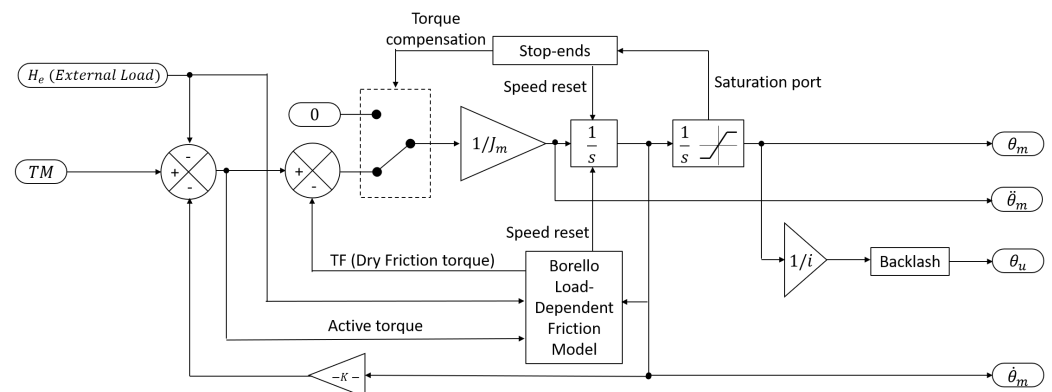 Torque
compensation
Stop-ends
H_e (External Load)
Speed reset
Saturation port
0
1/J_m
1/s
1/s
θ_m
-
+
-
+
-
TM
θ̈_m
Speed reset
TF (Dry Friction torque)
Borello
Load-
Dependent
Friction
Model
1/i
Backlash
θ_u
Active torque
-K-
θ̇_m